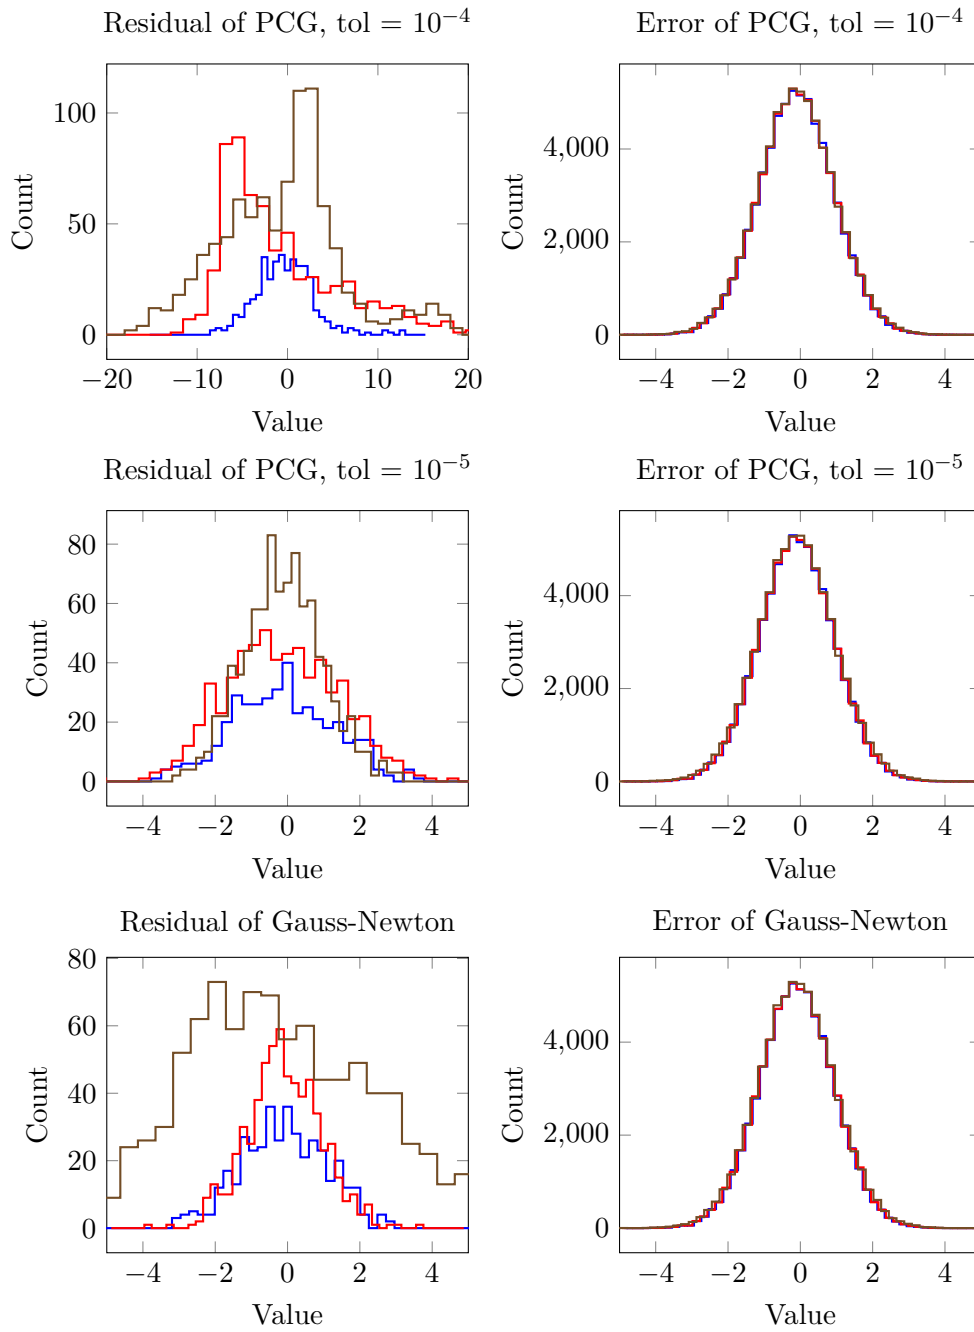 Residual of PCG, tol = 10⁻⁴
Count
100
50
0
−20 −10 0 10 20
Value
Error of PCG, tol = 10⁻⁴
Count
4,000
2,000
0
−4 −2 0 2 4
Value
Residual of PCG, tol = 10⁻⁵
Count
80
60
40
20
0
−4 −2 0 2 4
Value
Error of PCG, tol = 10⁻⁵
Count
4,000
2,000
0
−4 −2 0 2 4
Value
Residual of Gauss-Newton
Count
80
60
40
20
0
−4 −2 0 2 4
Value
Error of Gauss-Newton
Count
4,000
2,000
0
−4 −2 0 2 4
Value